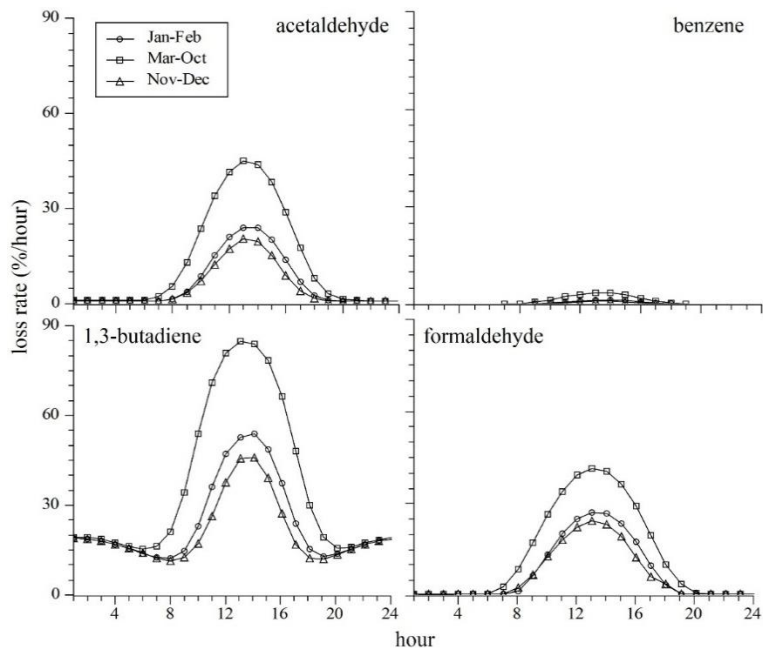 acetaldehyde
benzene
Jan-Feb
Mar-Oct
Nov-Dec
90
60
30
0
loss rate (%/hour)
1,3-butadiene
formaldehyde
90
60
30
0
4 8 12 16 20 24
4 8 12 16 20 24
hour